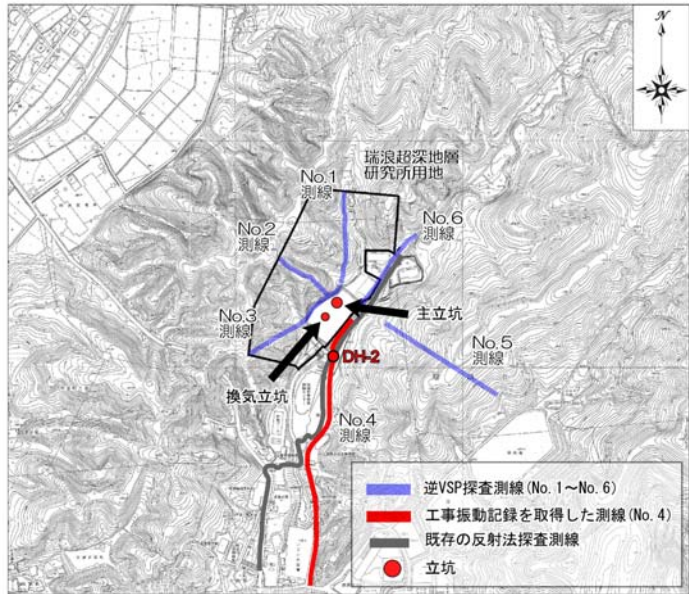 N
瑞浪超深地層
研究所用地
No.1
測線
No.2
測線
No.6
測線
No.3
測線
主立坑
DH-2
No.5
測線
換気立坑
No.4
測線
逆VSP探査測線(No.1～No.6)
工事振動記録を取得した測線(No.4)
既存の反射法探査測線
立坑